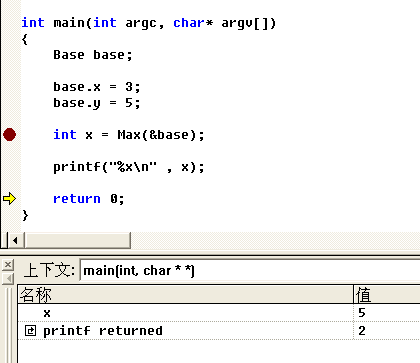 int main(int argc, char* argv[])
{
Base base;
base.x = 3;
base.y = 5;
int x = Max(&base);
printf("%x\n" , x);
return 0;
}
上下文: main(int, char * *)
名称 值
x 5
printf returned 2